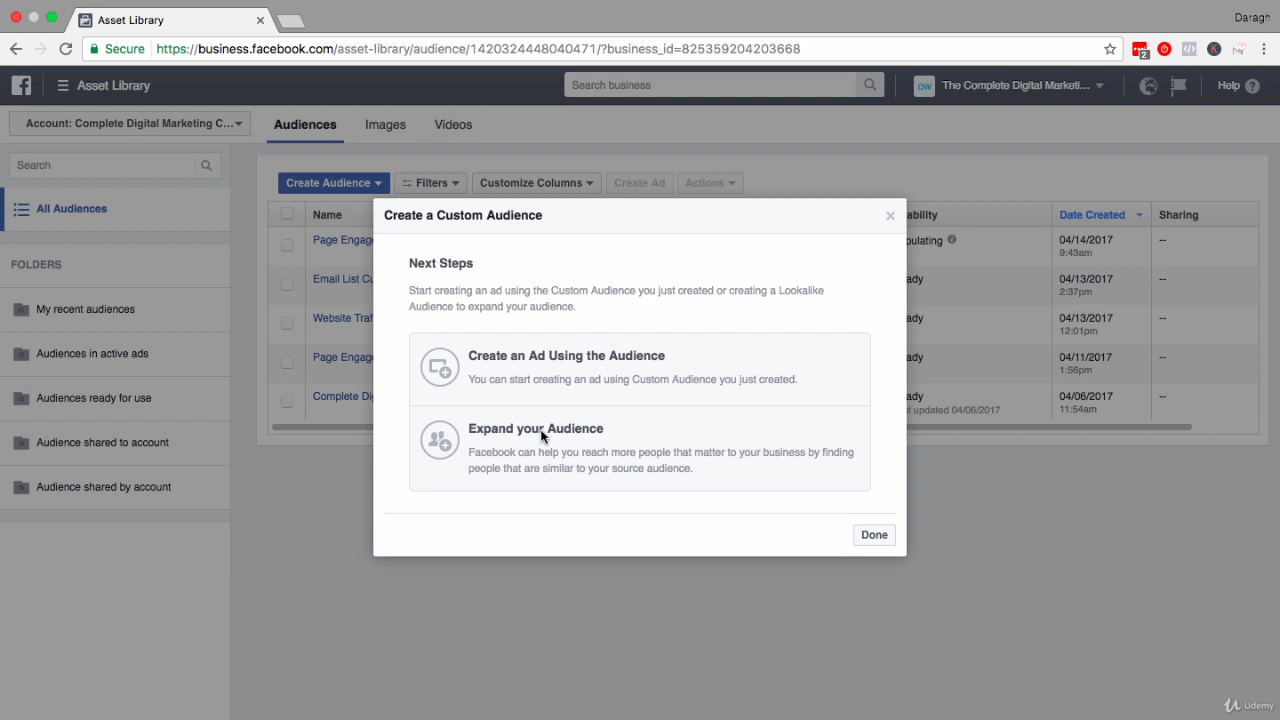 Asset Library
Daragh
Secure https://business.facebook.com/asset-library/audience/1420324448040471/?business_id=825359204203668
2
Asset Library
Search business
DW The Complete Digital Marketi...
Help
Account: Complete Digital Marketing C...
Audiences Images Videos
Search
Create Audience Filters Customize Columns Create Ad Actions
All Audiences
FOLDERS
My recent audiences
Audiences in active ads
Audiences ready for use
Audience shared to account
Audience shared by account
Name
ability Date Created Sharing
Page Engag
pulating 04/14/2017 --
9:43am
Email List Cu
ady 04/13/2017 --
2:37pm
Website Traf
ady 04/13/2017 --
12:01pm
Page Engag
ady 04/11/2017 --
1:56pm
Complete Di
ady 04/06/2017 --
t updated 04/06/2017 11:54am
Create a Custom Audience
Next Steps
Start creating an ad using the Custom Audience you just created or creating a Lookalike
Audience to expand your audience.
Create an Ad Using the Audience
You can start creating an ad using Custom Audience you just created.
Expand your Audience
Facebook can help you reach more people that matter to your business by finding
people that are similar to your source audience.
Done
Udemy